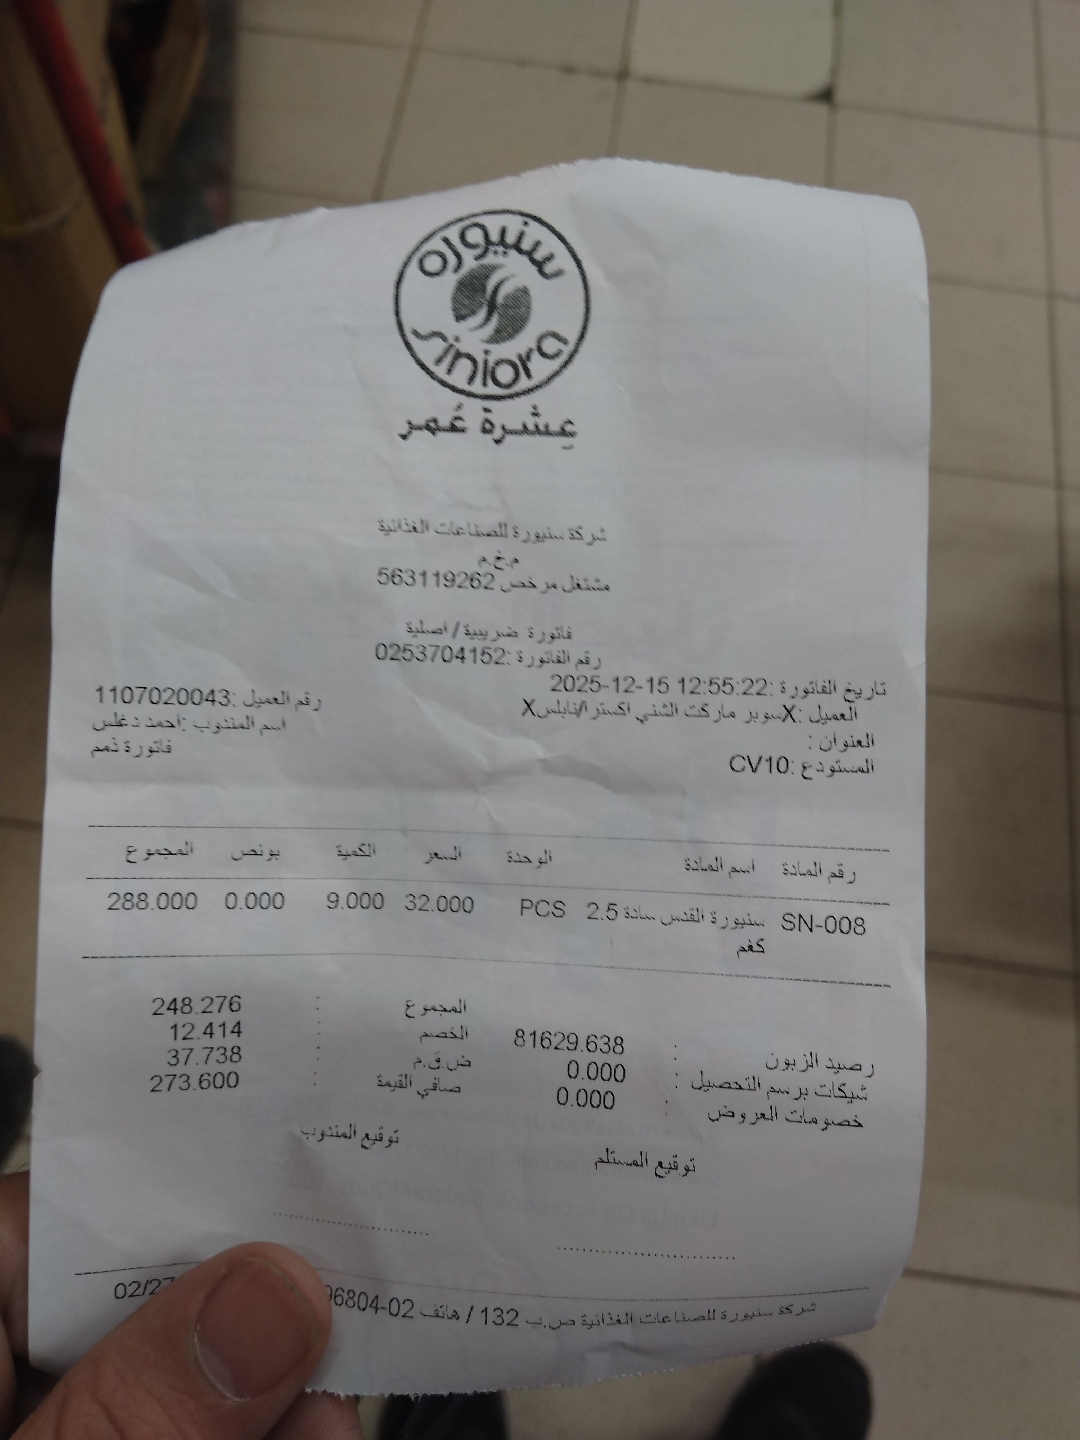 سنيورة
siniora
عِشرة عُمر
شركة سنيورة للصناعات الغذائية
م.خ.م
مشتغل مرخص 563119262
فاتورة ضريبية / اصلية
رقم الفاتورة :0253704152
تاريخ الفاتورة :12:55:22 2025-12-15
رقم العميل :1107020043
العميل :Xسوبر ماركت الشني اكسترا/نابلسX
اسم المندوب :احمد دغلس
العنوان :
فاتورة ذمم
المستودع :CV10
رقم المادة اسم المادة الوحدة السعر الكمية بونص المجموع
SN-008 سنيورة القدس سادة 2.5 PCS 32.000 9.000 0.000 288.000
كغم
المجموع : 248.276
رصيد الزبون : 81629.638 الخصم : 12.414
شيكات برسم التحصيل : 0.000 ض.ق.م : 37.738
خصومات العروض : 0.000 صافي القيمة : 273.600
توقيع المستلم توقيع المندوب
شركة سنيورة للصناعات الغذائية ص.ب 132 / هاتف 02-96804 02/27